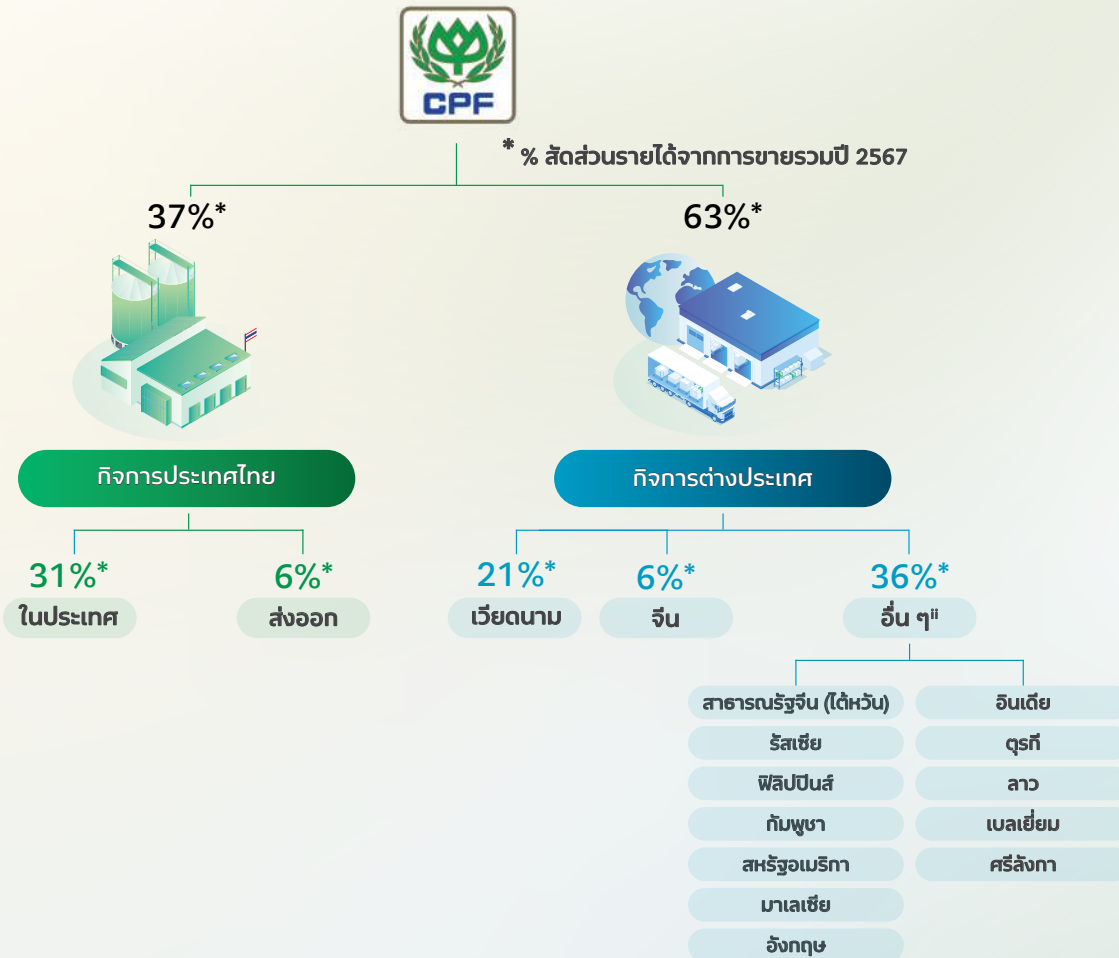 CPF
* % สัดส่วนรายได้จากการขายรวมปี 2567
37%*
63%*
กิจการประเทศไทย
กิจการต่างประเทศ
31%*
6%*
21%*
6%*
36%*
ในประเทศ
ส่งออก
เวียดนาม
จีน
อื่น ๆⁱⁱ
สาธารณรัฐจีน (ไต้หวัน)
อินเดีย
รัสเซีย
ตุรกี
ฟิลิปปินส์
ลาว
กัมพูชา
เบลเยี่ยม
สหรัฐอเมริกา
ศรีลังกา
มาเลเซีย
อังกฤษ